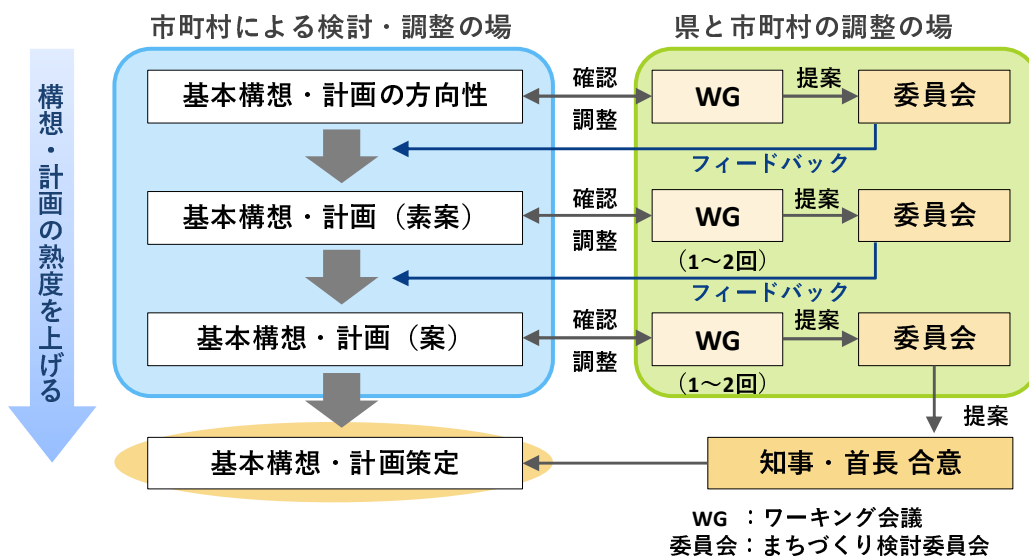 市町村による検討・調整の場
県と市町村の調整の場
構想・計画の熟度を上げる
基本構想・計画の方向性
確認
調整
WG
提案
委員会
フィードバック
基本構想・計画（素案）
確認
調整
WG
（1～2回）
提案
委員会
フィードバック
基本構想・計画（案）
確認
調整
WG
（1～2回）
提案
委員会
提案
基本構想・計画策定
知事・首長 合意
WG ：ワーキング会議
委員会：まちづくり検討委員会